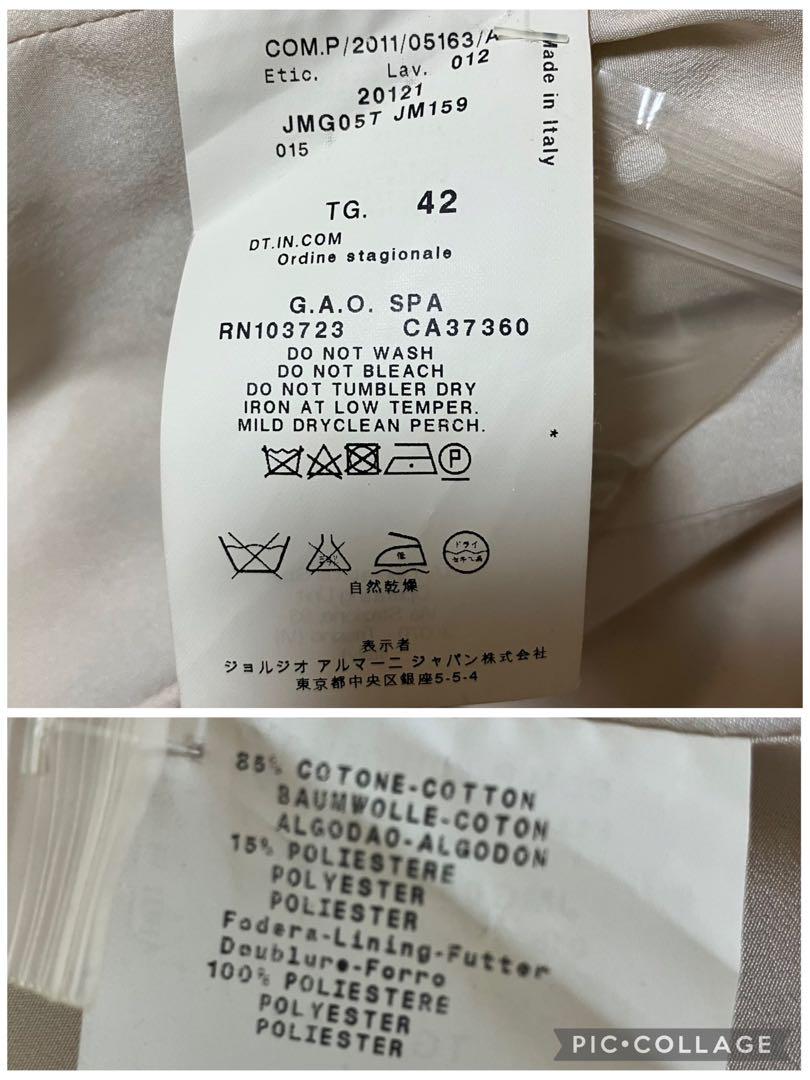 COM.P/2011/05163/A
Etic. Lav. 012
20121
JMG05T JM159
015
Made in Italy
TG. 42
DT.IN.COM
Ordine stagionale
G.A.O. SPA
RN103723 CA37360
DO NOT WASH
DO NOT BLEACH
DO NOT TUMBLER DRY
IRON AT LOW TEMPER.
MILD DRYCLEAN PERCH.
*
P
低
ドライ
自然乾燥
表示者
ジョルジオ アルマーニ ジャパン株式会社
東京都中央区銀座5-5-4
85% COTONE-COTTON
BAUMWOLLE-COTON
ALGODAO-ALGODON
15% POLIESTERE
POLYESTER
POLIESTER
Fodera-Lining-Futter
Doublure-Forro
100% POLIESTERE
POLYESTER
POLIESTER
PIC•COLLAGE